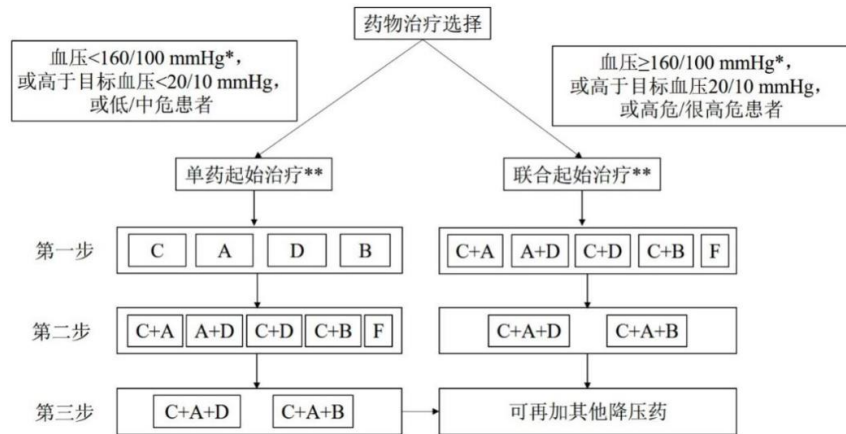 药物治疗选择
血压<160/100 mmHg*，
或高于目标血压<20/10 mmHg，
或低/中危患者
血压≥160/100 mmHg*，
或高于目标血压20/10 mmHg，
或高危/很高危患者
单药起始治疗**
联合起始治疗**
第一步
C A D B
C+A A+D C+D C+B F
第二步
C+A A+D C+D C+B F
C+A+D C+A+B
第三步
C+A+D C+A+B
可再加其他降压药